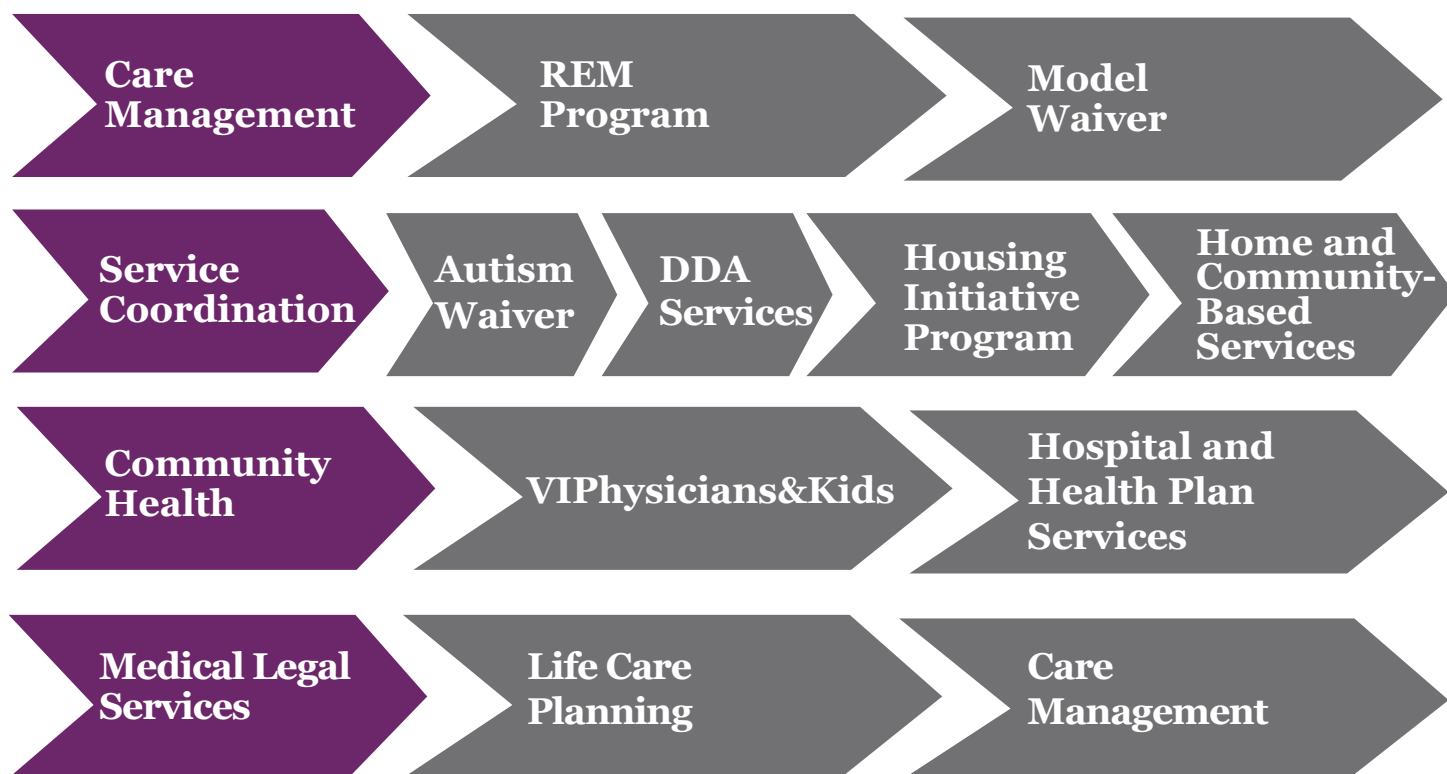 Care
Management
REM
Program
Model
Waiver
Service
Coordination
Autism
Waiver
DDA
Services
Housing
Initiative
Program
Home and
Community-
Based
Services
Community
Health
VIPhysicians&Kids
Hospital and
Health Plan
Services
Medical Legal
Services
Life Care
Planning
Care
Management